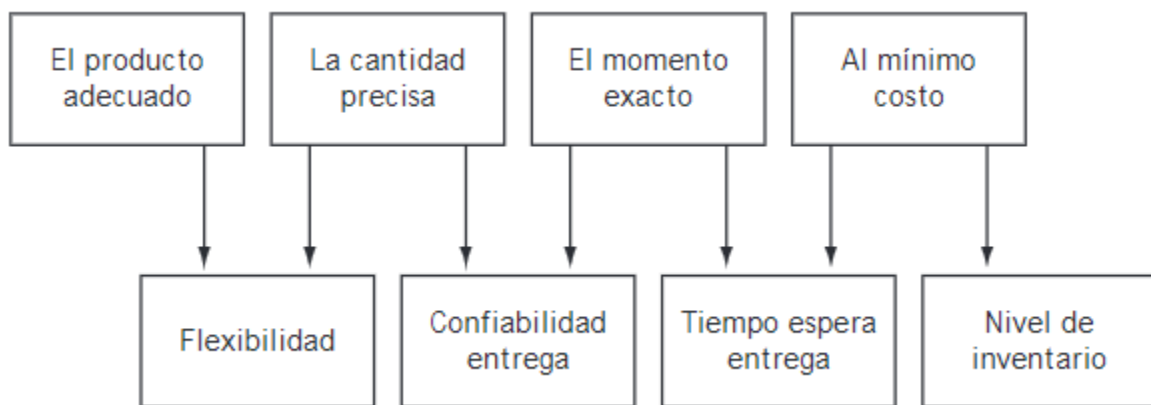 El producto
adecuado
La cantidad
precisa
El momento
exacto
Al mínimo
costo
Flexibilidad
Confiabilidad
entrega
Tiempo espera
entrega
Nivel de
inventario